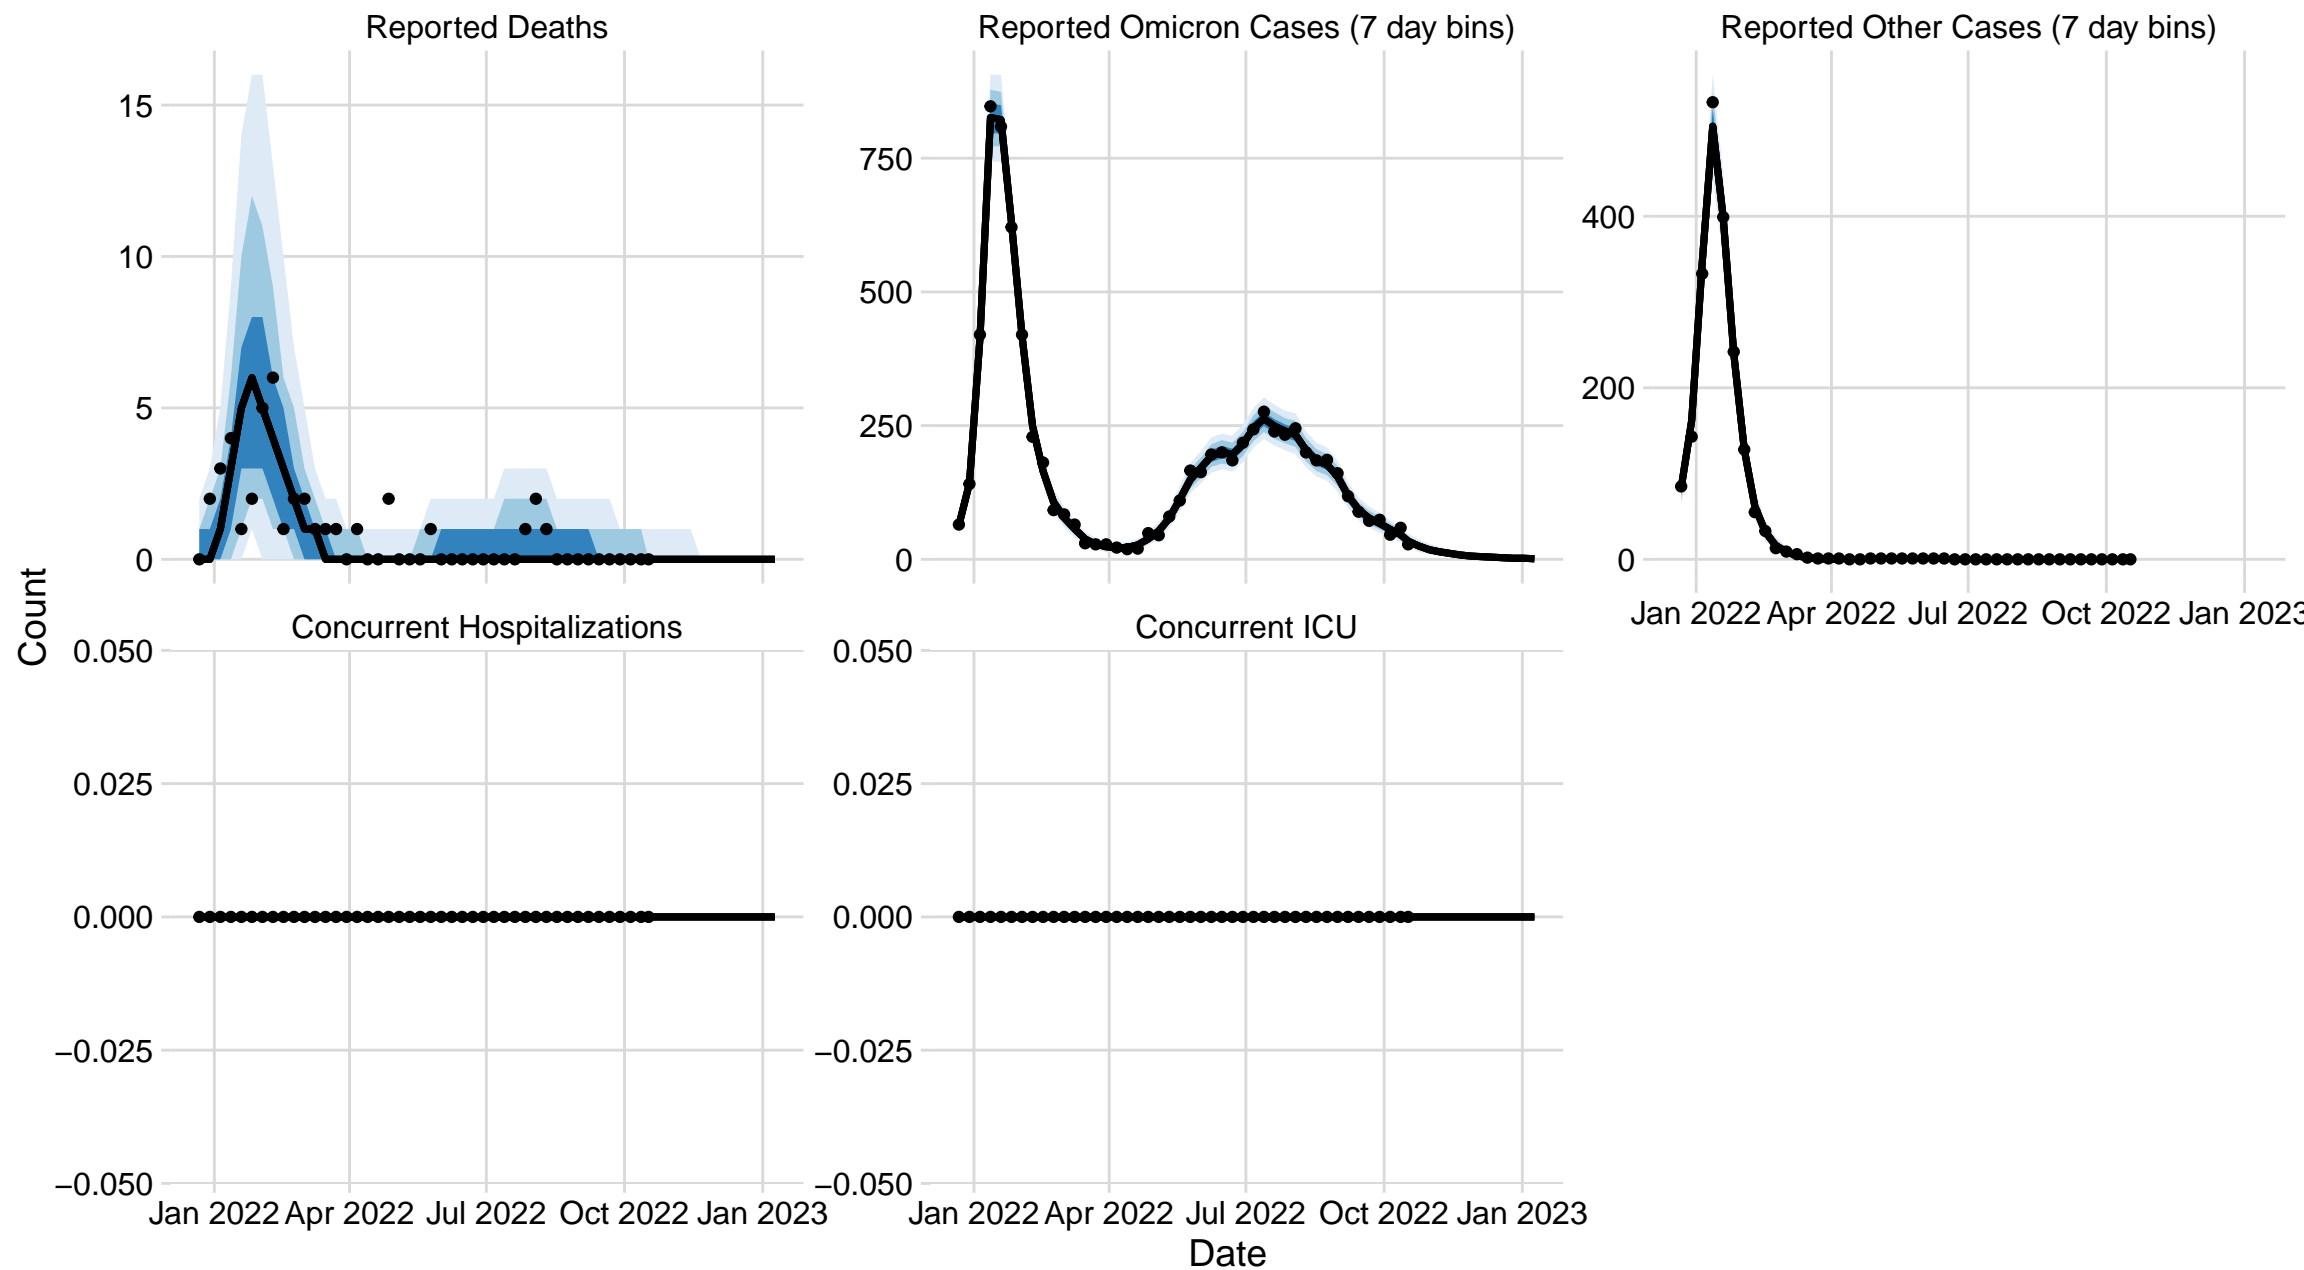 Reported Deaths
Reported Omicron Cases (7 day bins)
Reported Other Cases (7 day bins)
15
10
5
0
750
500
250
0
400
200
0
Jan 2022 Apr 2022 Jul 2022 Oct 2022 Jan 2023
Count
Concurrent Hospitalizations
Concurrent ICU
0.050
0.025
0.000
−0.025
−0.050
0.050
0.025
0.000
−0.025
−0.050
Jan 2022 Apr 2022 Jul 2022 Oct 2022 Jan 2023
Jan 2022 Apr 2022 Jul 2022 Oct 2022 Jan 2023
Date